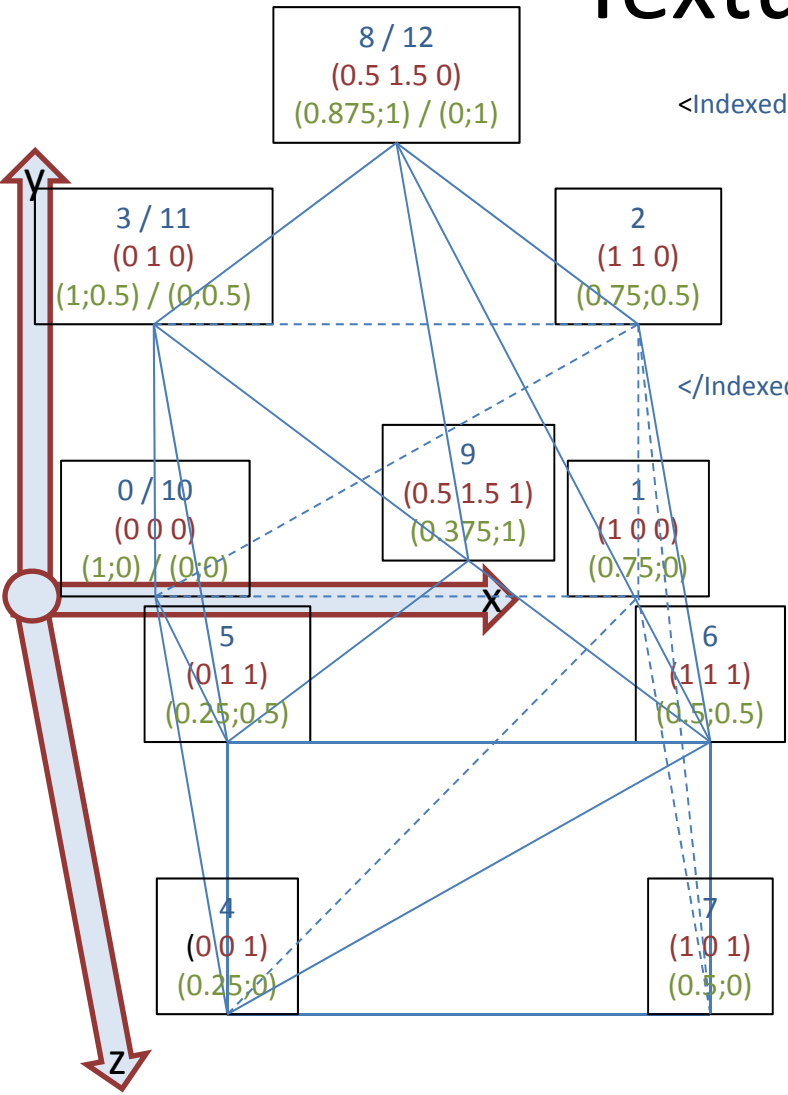 8 / 12
(0.5 1.5 0)
(0.875;1) / (0;1)
<Indexed
y
3 / 11
(0 1 0)
(1;0.5) / (0;0.5)
2
(1 1 0)
(0.75;0.5)
</Indexed
9
(0.5 1.5 1)
(0.375;1)
0 / 10
(0 0 0)
(1;0) / (0;0)
1
(1 0 0)
(0.75;0)
x
5
(0 1 1)
(0.25;0.5)
6
(1 1 1)
(0.5;0.5)
4
(0 0 1)
(0.25;0)
7
(1 0 1)
(0.5;0)
z